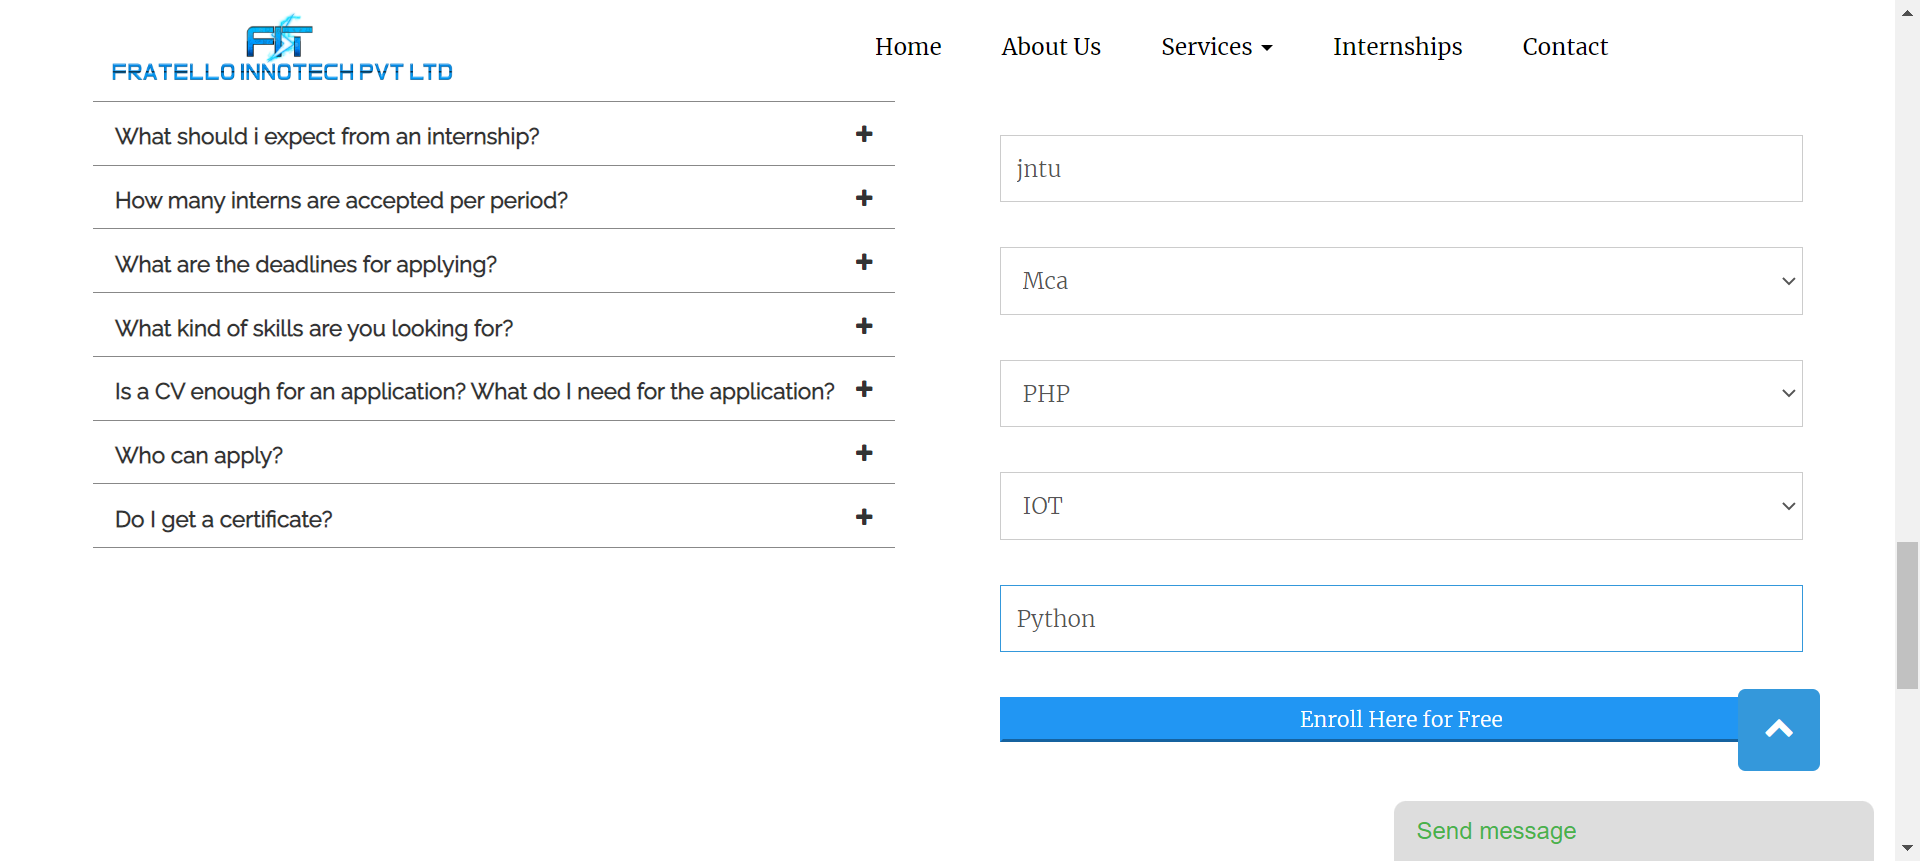 FIT
FRATELLO INNOTECH PVT LTD
Home About Us Services Internships Contact
What should i expect from an internship?
How many interns are accepted per period?
What are the deadlines for applying?
What kind of skills are you looking for?
Is a CV enough for an application? What do I need for the application?
Who can apply?
Do I get a certificate?
jntu
Mca
PHP
IOT
Python
Enroll Here for Free
Send message